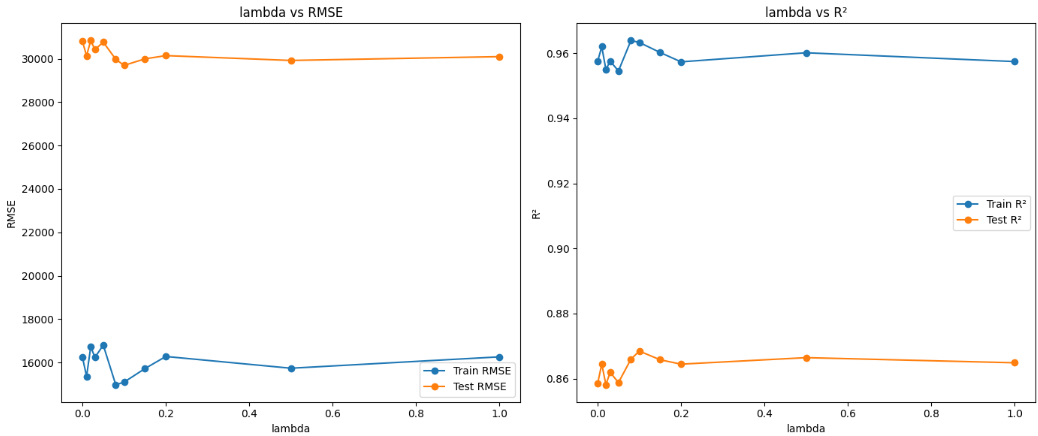 lambda vs RMSE
RMSE
30000
28000
26000
24000
22000
20000
18000
16000
0.0 0.2 0.4 0.6 0.8 1.0
lambda
Train RMSE
Test RMSE
lambda vs R²
R²
0.96
0.94
0.92
0.90
0.88
0.86
0.0 0.2 0.4 0.6 0.8 1.0
lambda
Train R²
Test R²